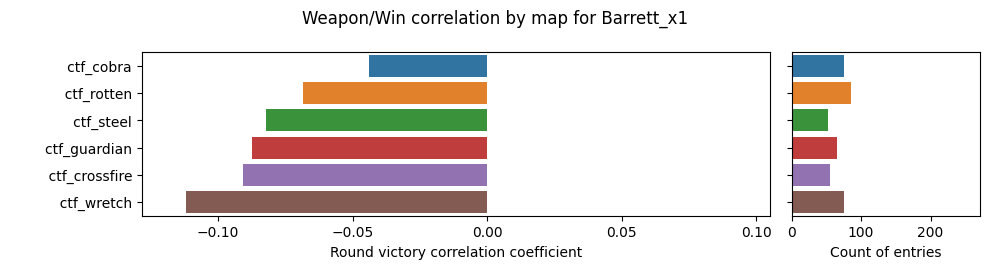 Weapon/Win correlation by map for Barrett_x1
ctf_cobra
ctf_rotten
ctf_steel
ctf_guardian
ctf_crossfire
ctf_wretch
−0.10 −0.05 0.00 0.05 0.10
0 100 200
Round victory correlation coefficient
Count of entries